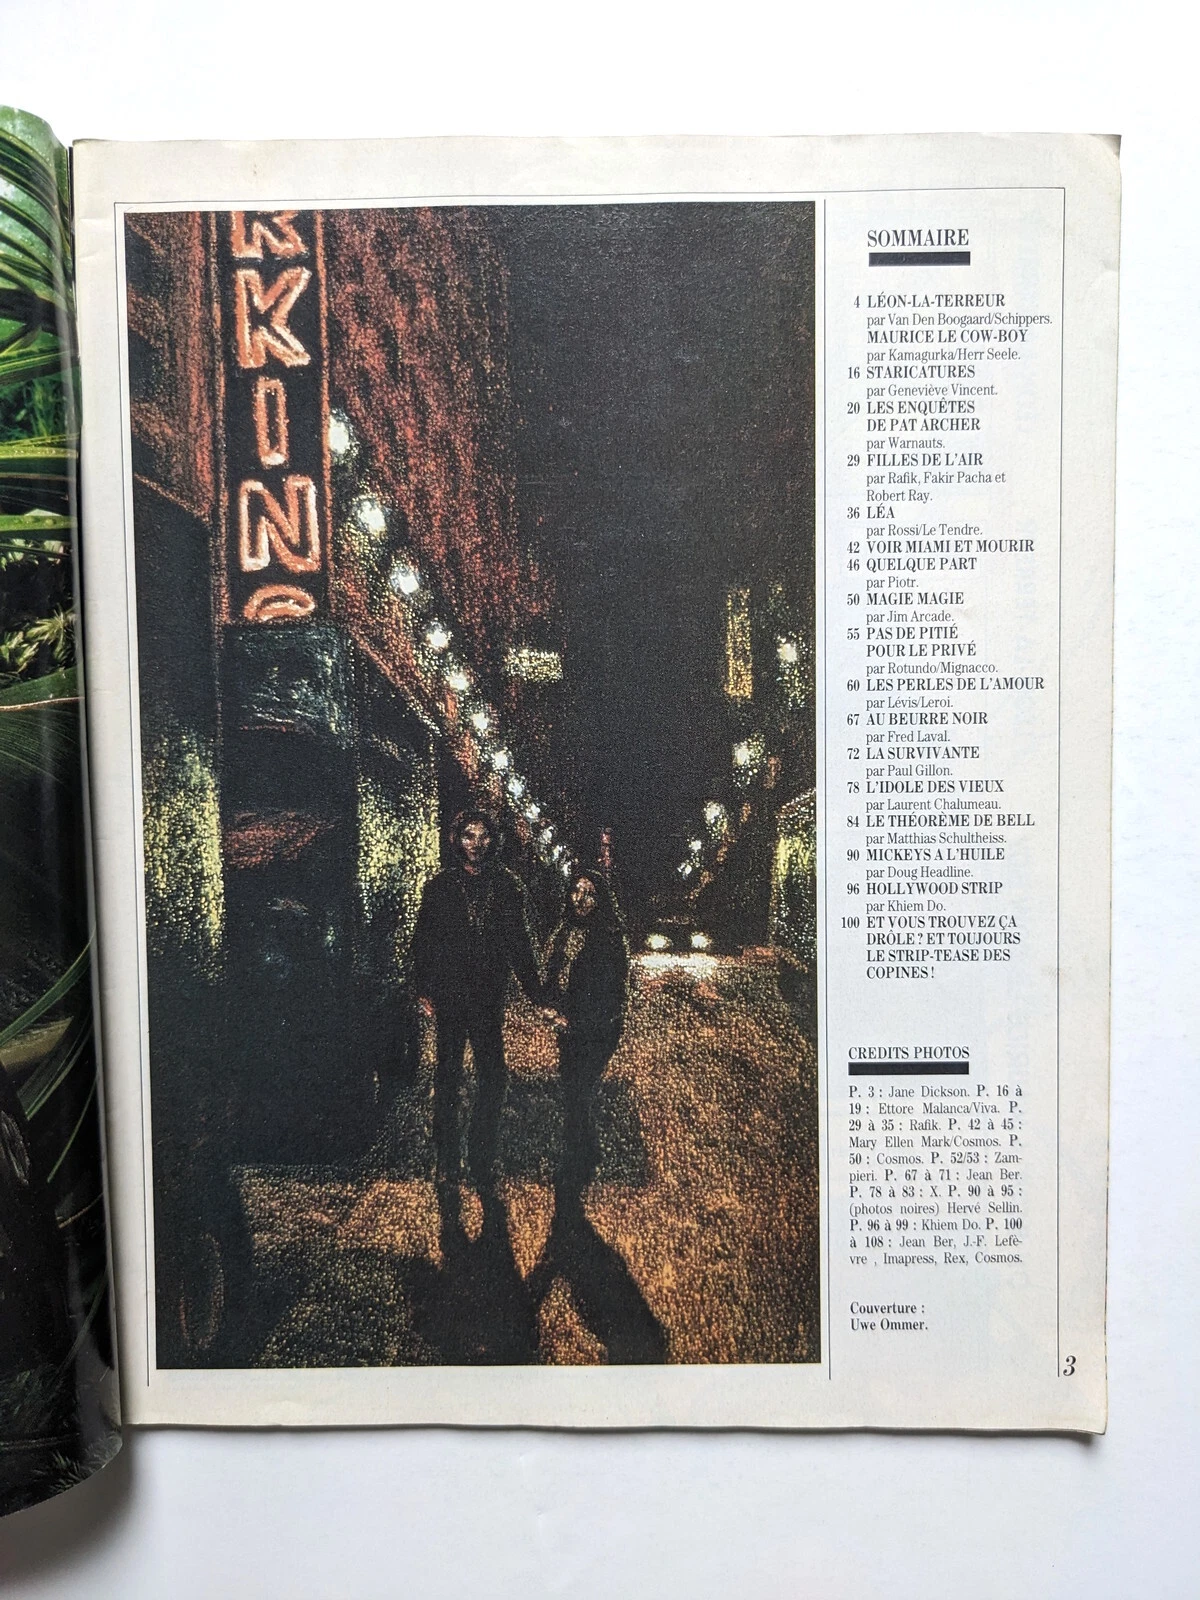 RKING
SOMMAIRE
4 LÉON-LA-TERREUR
par Van Den Boogaard/Schippers.
MAURICE LE COW-BOY
par Kamagurka/Herr Seele.
16 STARICATURES
par Geneviève Vincent.
20 LES ENQUÊTES
DE PAT ARCHER
par Warnauts.
29 FILLES DE L'AIR
par Rafik, Fakir Pacha et
Robert Ray.
36 LÉA
par Rossi/Le Tendre.
42 VOIR MIAMI ET MOURIR
46 QUELQUE PART
par Piotr.
50 MAGIE MAGIE
par Jim Arcade.
55 PAS DE PITIÉ
POUR LE PRIVÉ
par Rotundo/Mignacco.
60 LES PERLES DE L'AMOUR
par Lévis/Leroi.
67 AU BEURRE NOIR
par Fred Laval.
72 LA SURVIVANTE
par Paul Gillon.
78 L'IDOLE DES VIEUX
par Laurent Chalumeau.
84 LE THÉORÈME DE BELL
par Matthias Schultheiss.
90 MICKEYS A L'HUILE
par Doug Headline.
96 HOLLYWOOD STRIP
par Khiem Do.
100 ET VOUS TROUVEZ ÇA
DRÔLE ? ET TOUJOURS
LE STRIP-TEASE DES
COPINES !
CREDITS PHOTOS
P. 3 : Jane Dickson. P. 16 à
19 : Ettore Malanca/Viva. P.
29 à 35 : Rafik. P. 42 à 45 :
Mary Ellen Mark/Cosmos. P.
50 : Cosmos. P. 52/53 : Zam-
pieri. P. 67 à 71 : Jean Ber.
P. 78 à 83 : X. P. 90 à 95 :
(photos noires) Hervé Sellin.
P. 96 à 99 : Khiem Do. P. 100
à 108 : Jean Ber, J.-F. Lefè-
vre , Imapress, Rex, Cosmos.
Couverture :
Uwe Ommer.
3